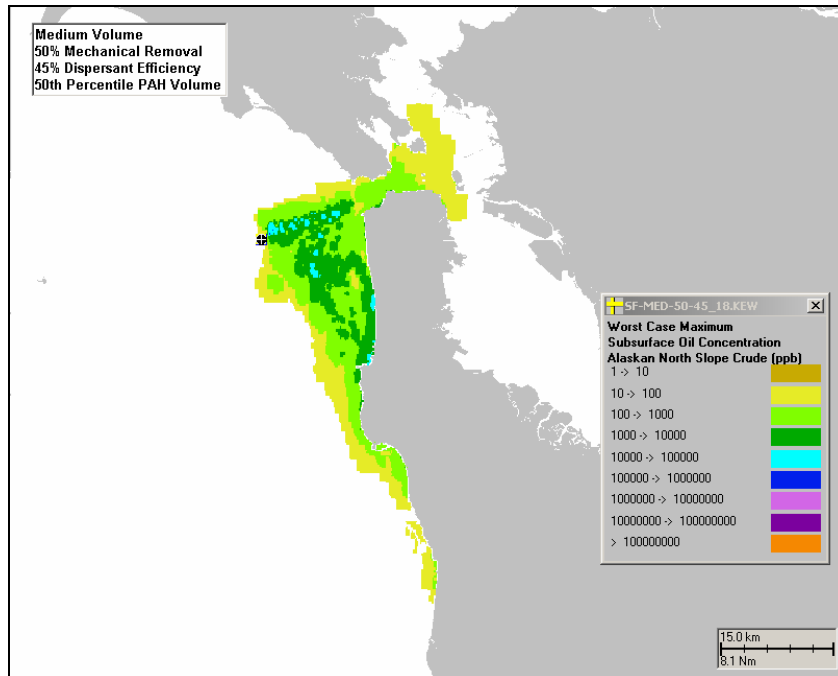 Medium Volume
50% Mechanical Removal
45% Dispersant Efficiency
50th Percentile PAH Volume
SF-MED-50-45_18.KEW
Worst Case Maximum
Subsurface Oil Concentration
Alaskan North Slope Crude (ppb)
1 -> 10
10 -> 100
100 -> 1000
1000 -> 10000
10000 -> 100000
100000 -> 1000000
1000000 -> 10000000
10000000 -> 100000000
> 100000000
15.0 km
8.1 Nm